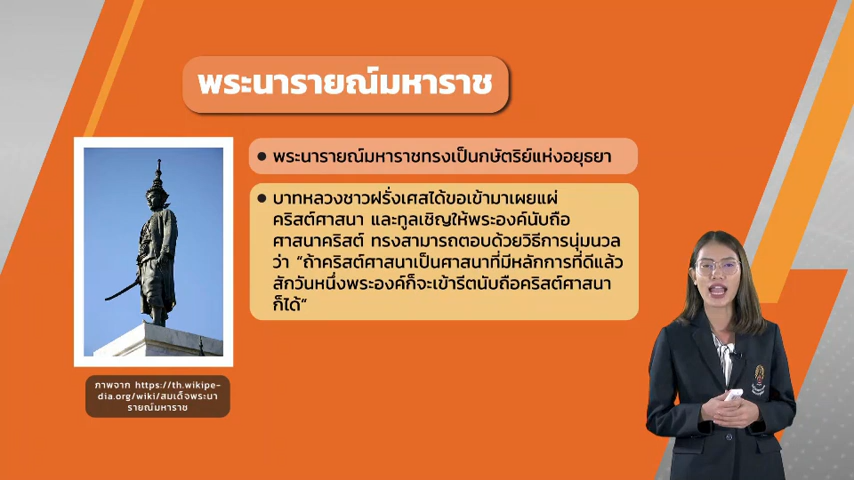 พระนารายณ์มหาราช
พระนารายณ์มหาราชทรงเป็นกษัตริย์แห่งอยุธยา
บาทหลวงชาวฝรั่งเศสได้ขอเข้ามาเผยแผ่
คริสต์ศาสนา และทูลเชิญให้พระองค์นับถือ
ศาสนาคริสต์ ทรงสามารถตอบด้วยวิธีการนุ่มนวล
ว่า "ถ้าคริสต์ศาสนาเป็นศาสนาที่มีหลักการที่ดีแล้ว
สักวันหนึ่งพระองค์ก็จะเข้ารีตนับถือคริสต์ศาสนา
ก็ได้"
ภาพจาก https://th.wikipe-
dia.org/wiki/สมเด็จพระนา
รายณ์มหาราช